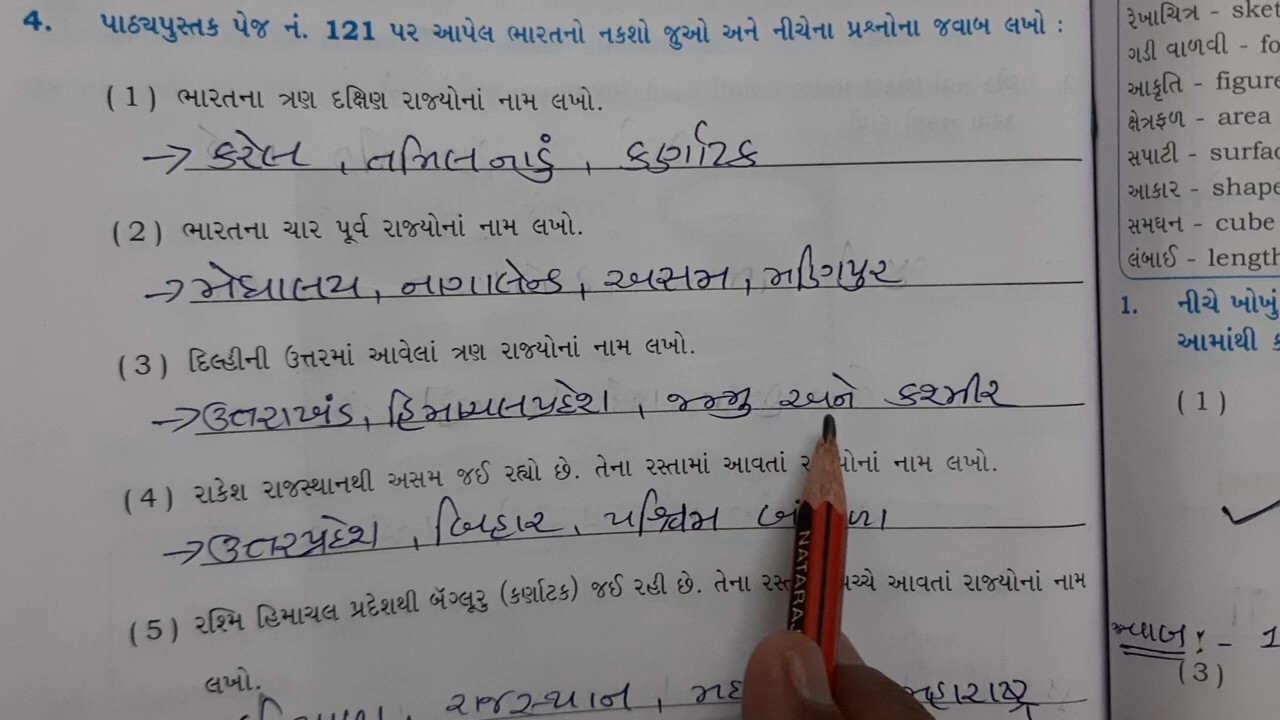 4. પાઠ્યપુસ્તક પેજ નં. 121 પર આપેલ ભારતનો નકશો જુઓ અને નીચેના પ્રશ્નોના જવાબ લખો :
(1) ભારતના ત્રણ દક્ષિણ રાજ્યોનાં નામ લખો.
→ કરેલ, તમિલનાડું, કર્ણાટક
(2) ભારતના ચાર પૂર્વ રાજ્યોનાં નામ લખો.
→ મેઘાલય, નાગાલેન્ડ, અસમ, મણિપુર
(3) દિલ્હીની ઉત્તરમાં આવેલાં ત્રણ રાજ્યોનાં નામ લખો.
→ ઉત્તરાખંડ, હિમાચલપ્રદેશ, જમ્મુ અને કશ્મીર
(4) રાકેશ રાજસ્થાનથી અસમ જઈ રહ્યો છે. તેના રસ્તામાં આવતાં નામ લખો.
→ ઉત્તરપ્રદેશ, બિહાર, પશ્ચિમ
(5) રશ્મિ હિમાચલ પ્રદેશથી બૅંગ્લૂરુ (કર્ણાટક) જઈ રહી છે. તેના આવતાં રાજ્યોનાં નામ
લખો.
રાજસ્થાન, મહારાષ્ટ્ર
રેખાચિત્ર - sket
ગડી વાળવી - fo
આકૃતિ - figure
ક્ષેત્રફળ - area
સપાટી - surfac
આકાર - shape
સમઘન - cube
લંબાઈ - length
1. નીચે ખોખું
આમાંથી
(1)
જવાબ : - 1
(3)
NATARAJ